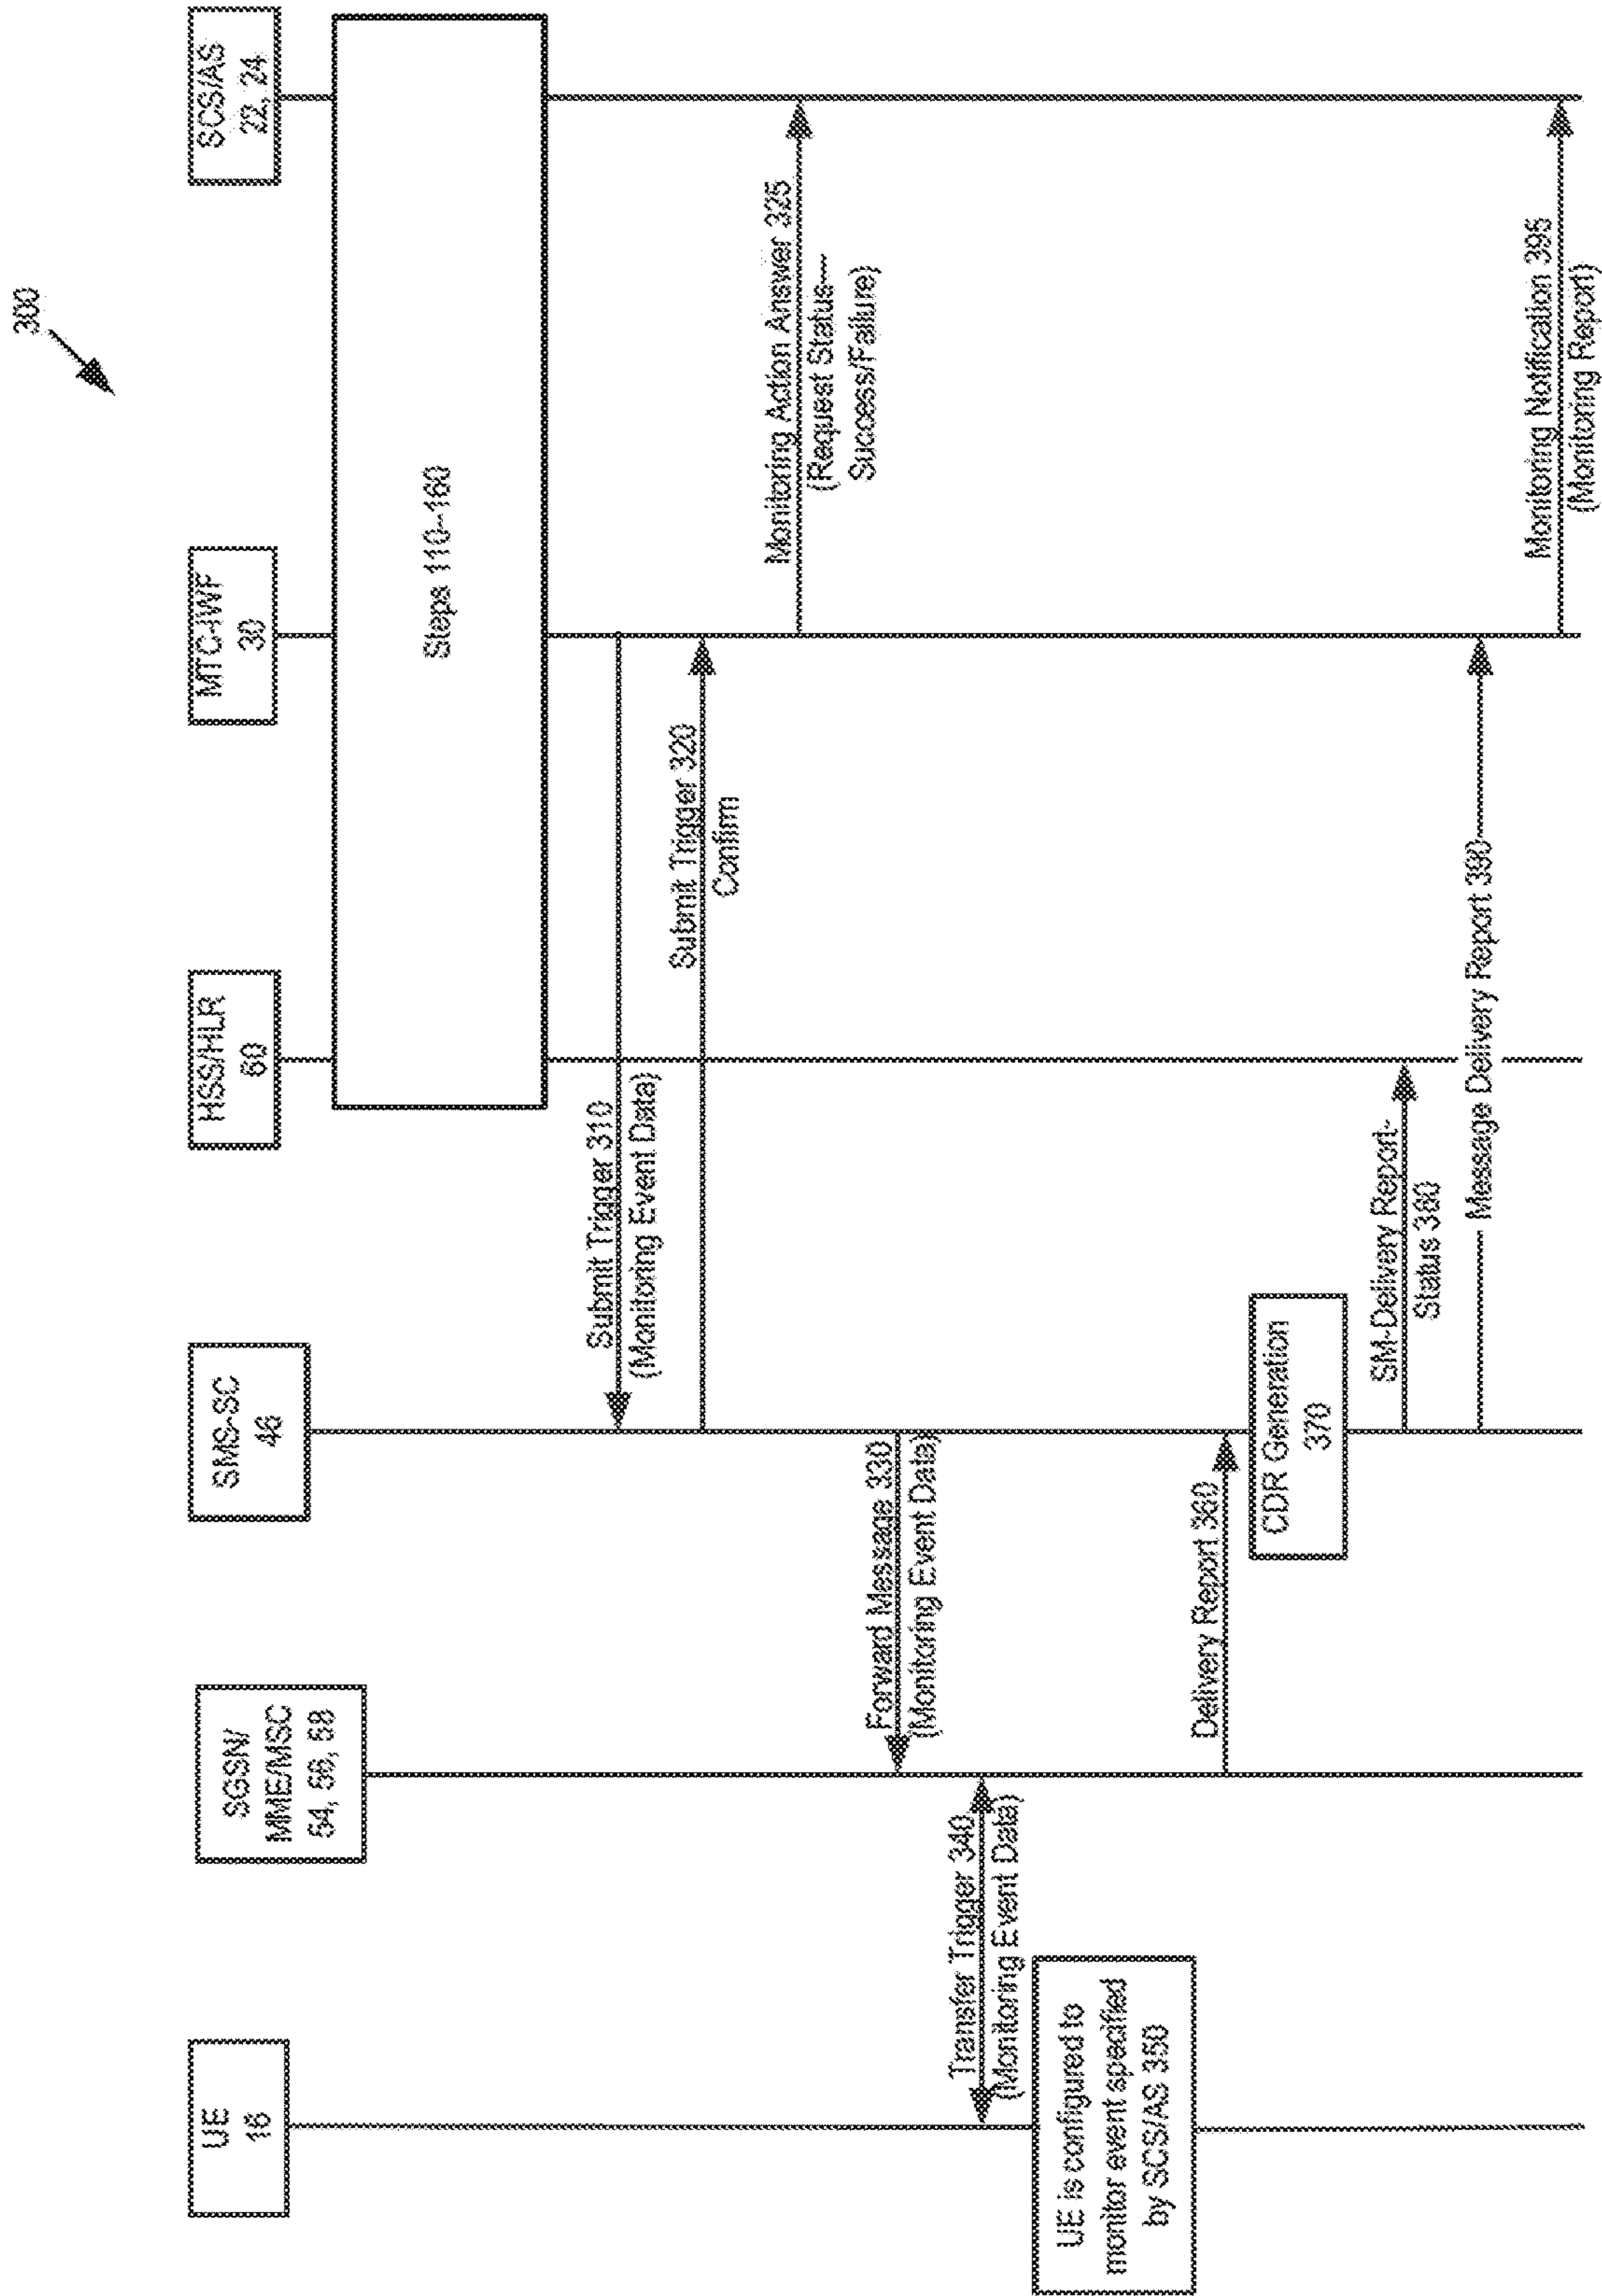 300
UE
16
SGSN/
MME/MSC
54, 56, 58
SMS-SC
46
HSS/HLR
60
MTC-IWF
30
SCS/AS
22, 24
Steps 110-160
Submit Trigger 310
(Monitoring Event Data)
Submit Trigger 320
Confirm
Monitoring Action Answer 325
(Request Status—
Success/Failure)
Forward Message 330
(Monitoring Event Data)
Transfer Trigger 340
(Monitoring Event Data)
UE is configured to
monitor event specified
by SCS/AS 350
Delivery Report 360
CDR Generation
370
SM-Delivery Report-
Status 380
Message Delivery Report 390
Monitoring Notification 395
(Monitoring Report)